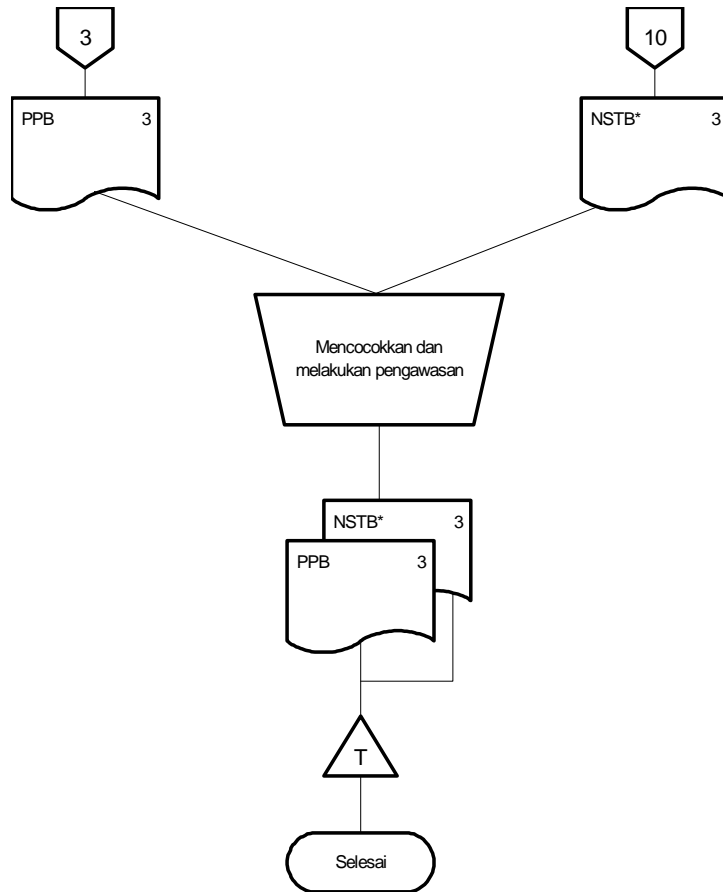 3
10
PPB 3
NSTB* 3
Mencocokkan dan
melakukan pengawasan
NSTB* 3
PPB 3
T
Selesai